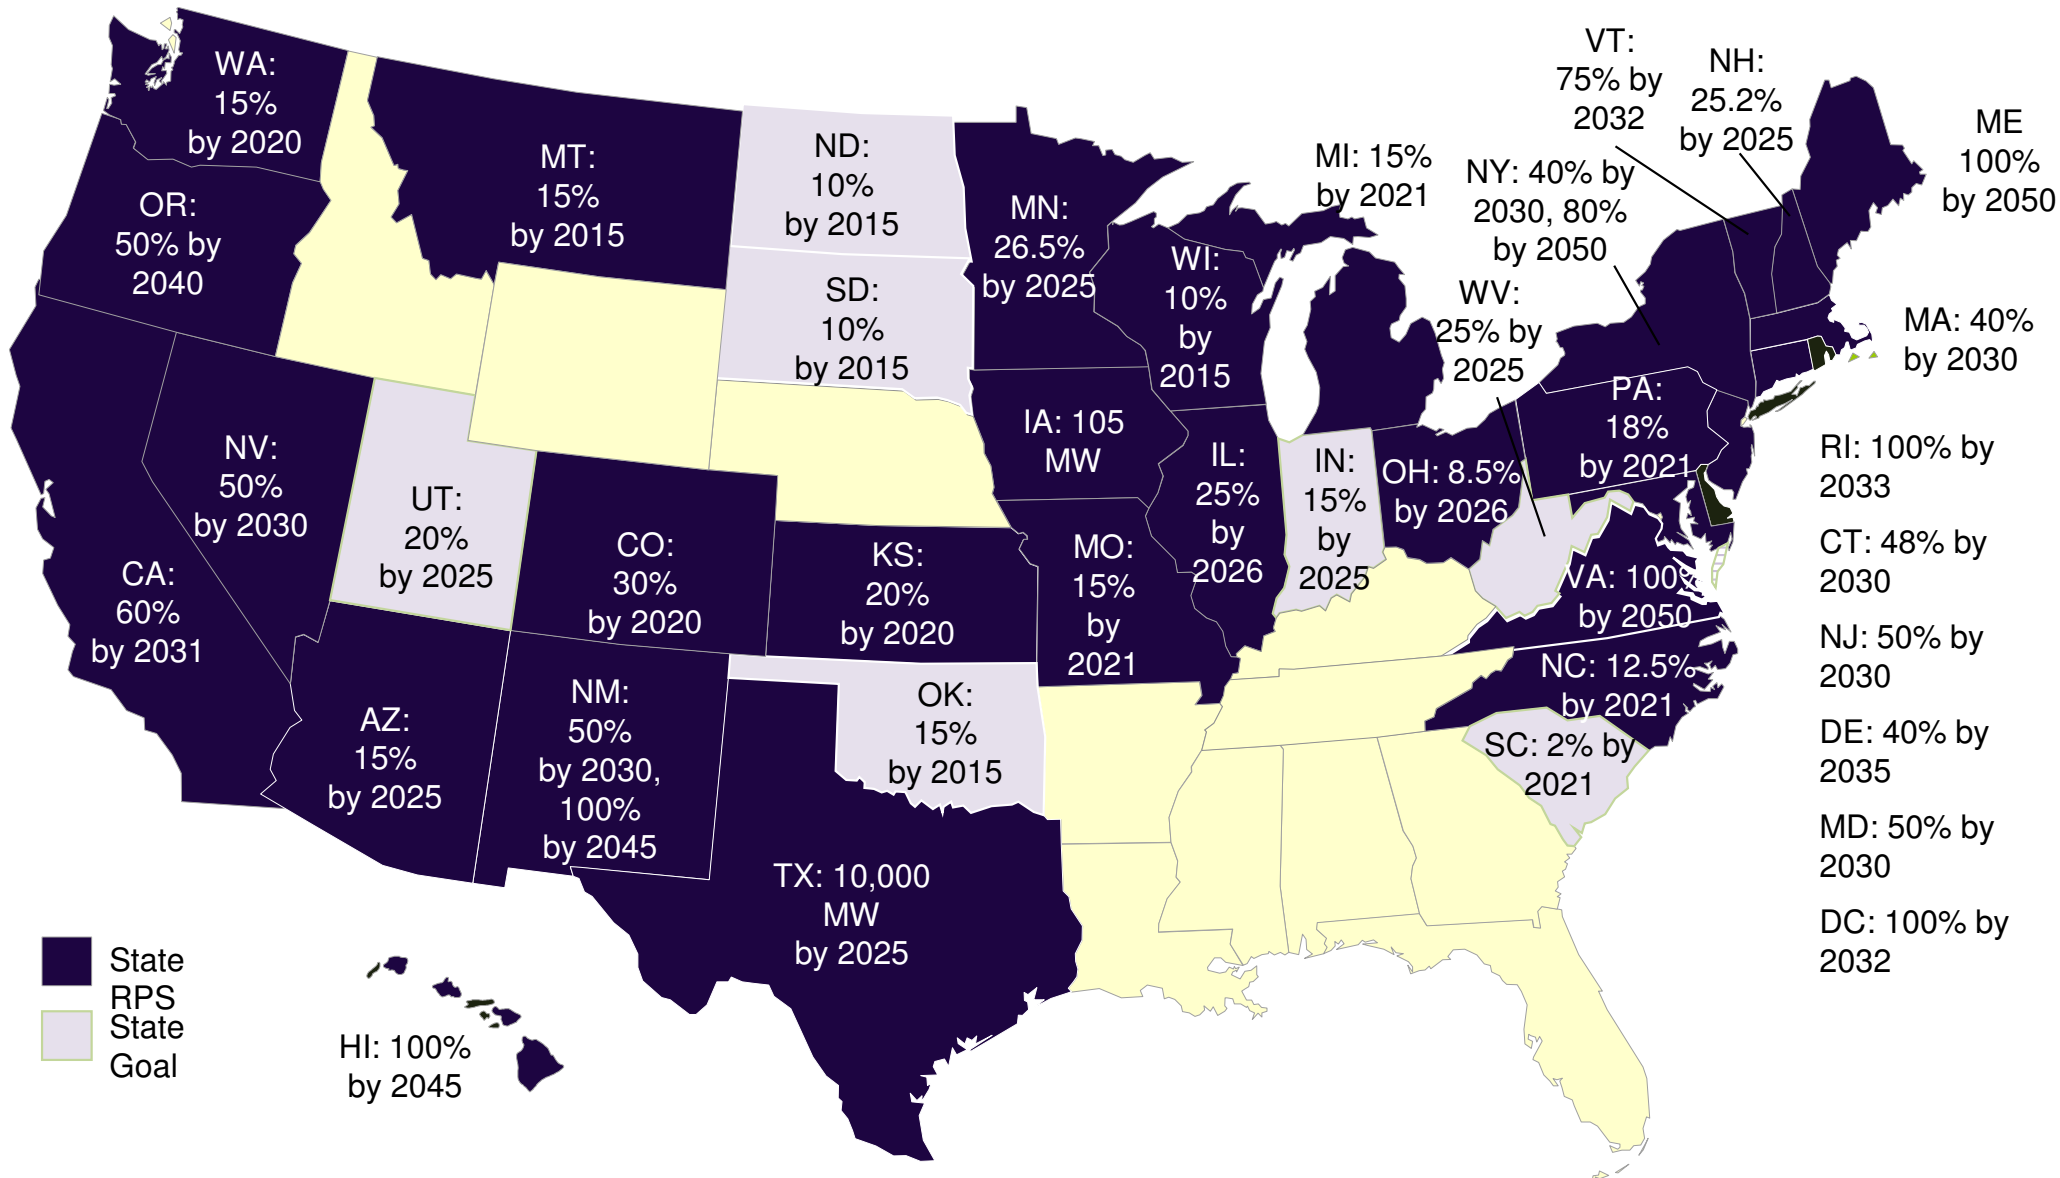 WA:
15%
by 2020
OR:
50% by
2040
CA:
60%
by 2031
NV:
50%
by 2030
MT:
15%
by 2015
UT:
20%
by 2025
AZ:
15%
by 2025
CO:
30%
by 2020
NM:
50%
by 2030,
100%
by 2045
ND:
10%
by 2015
SD:
10%
by 2015
KS:
20%
by 2020
OK:
15%
by 2015
TX: 10,000
MW
by 2025
MN:
26.5%
by 2025
IA: 105
MW
MO:
15%
by
2021
WI:
10%
by
2015
IL:
25%
by
2026
IN:
15%
by
2025
MI: 15%
by 2021
OH: 8.5%
by 2026
WV:
25% by
2025
NY: 40% by
2030, 80%
by 2050
VT:
75% by
2032
NH:
25.2%
by 2025
ME
100%
by 2050
PA:
18%
by 2021
VA: 100%
by 2050
NC: 12.5%
by 2021
SC: 2% by
2021
MA: 40%
by 2030
RI: 100% by
2033
CT: 48% by
2030
NJ: 50% by
2030
DE: 40% by
2035
MD: 50% by
2030
DC: 100% by
2032
HI: 100%
by 2045
State
RPS
State
Goal